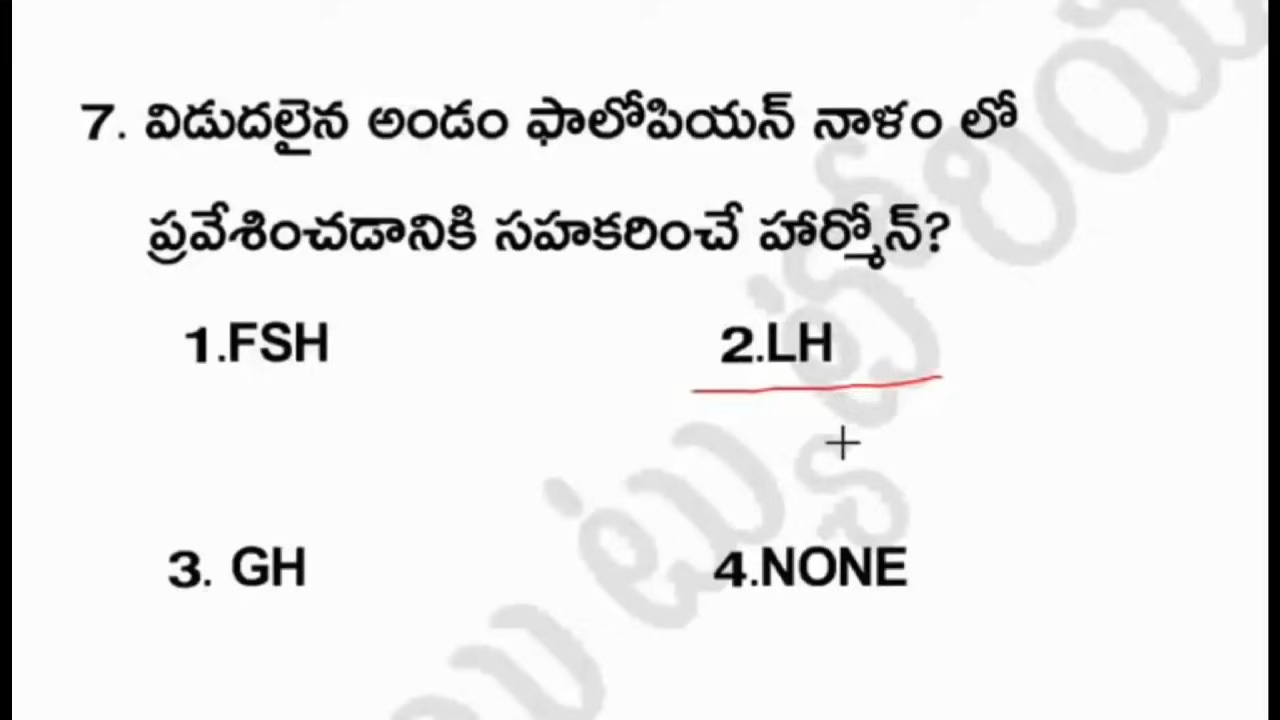 7. విడుదలైన అండం ఫాలోపియన్ నాళం లో
ప్రవేశించడానికి సహకరించే హార్మోన్?
1.FSH 2.LH
3. GH 4.NONE